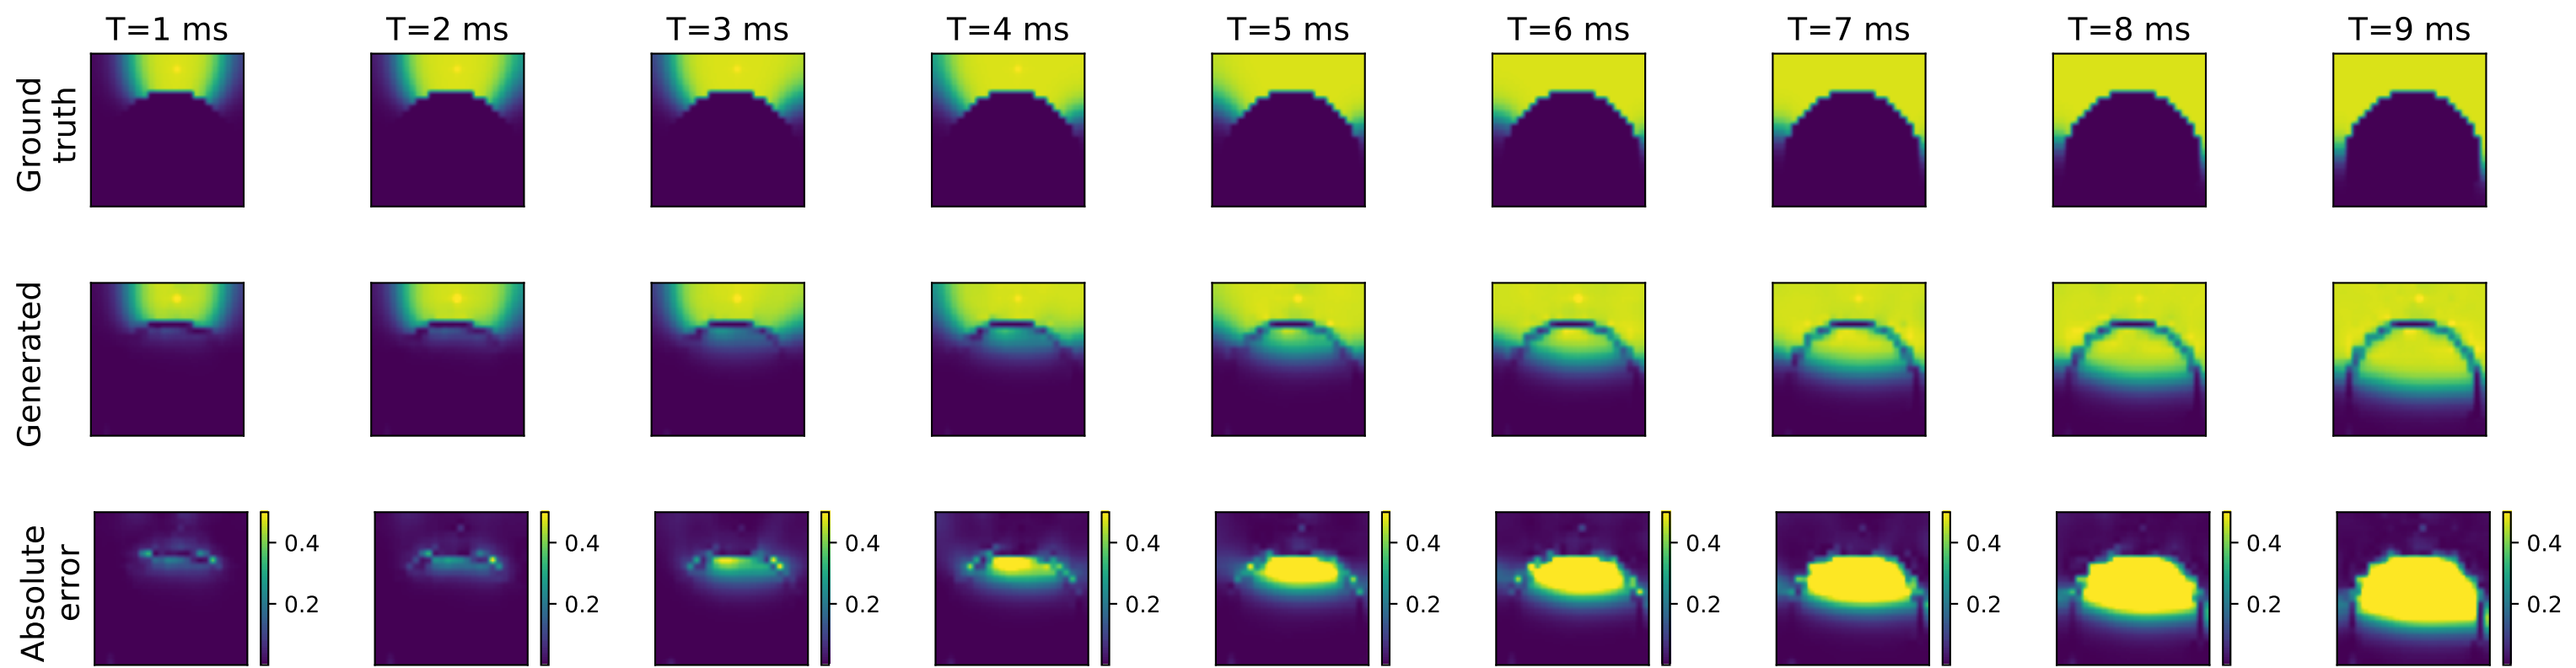 T=1 ms T=2 ms T=3 ms T=4 ms T=5 ms T=6 ms T=7 ms T=8 ms T=9 ms
Ground
truth
Generated
Absolute
error
0.4 0.4 0.4 0.4 0.4 0.4 0.4 0.4 0.4
0.2 0.2 0.2 0.2 0.2 0.2 0.2 0.2 0.2